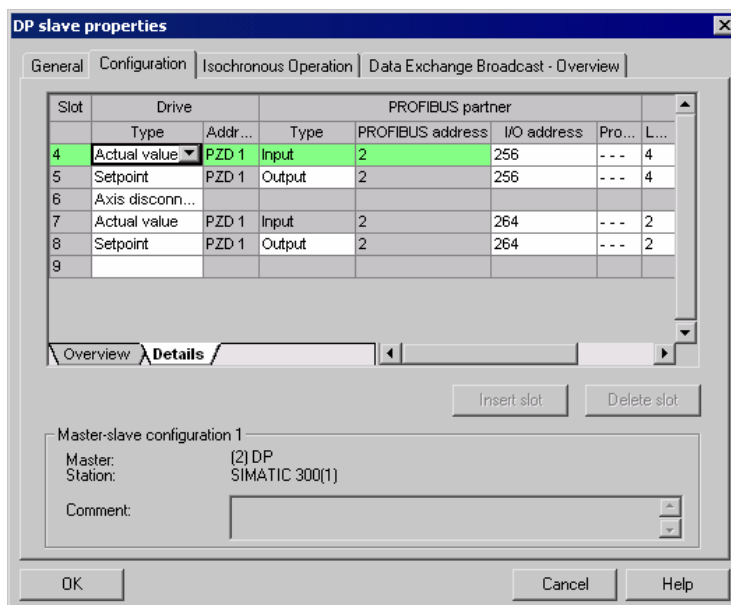 DP slave properties
General Configuration Isochronous Operation Data Exchange Broadcast - Overview
Slot Drive PROFIBUS partner
Type Addr... Type PROFIBUS address I/O address Pro... L...
4 Actual value PZD 1 Input 2 256 - - - 4
5 Setpoint PZD 1 Output 2 256 - - - 4
6 Axis disconn...
7 Actual value PZD 1 Input 2 264 - - - 2
8 Setpoint PZD 1 Output 2 264 - - - 2
9
Overview Details
Insert slot Delete slot
Master-slave configuration 1
Master: (2) DP
Station: SIMATIC 300(1)
Comment:
OK Cancel Help